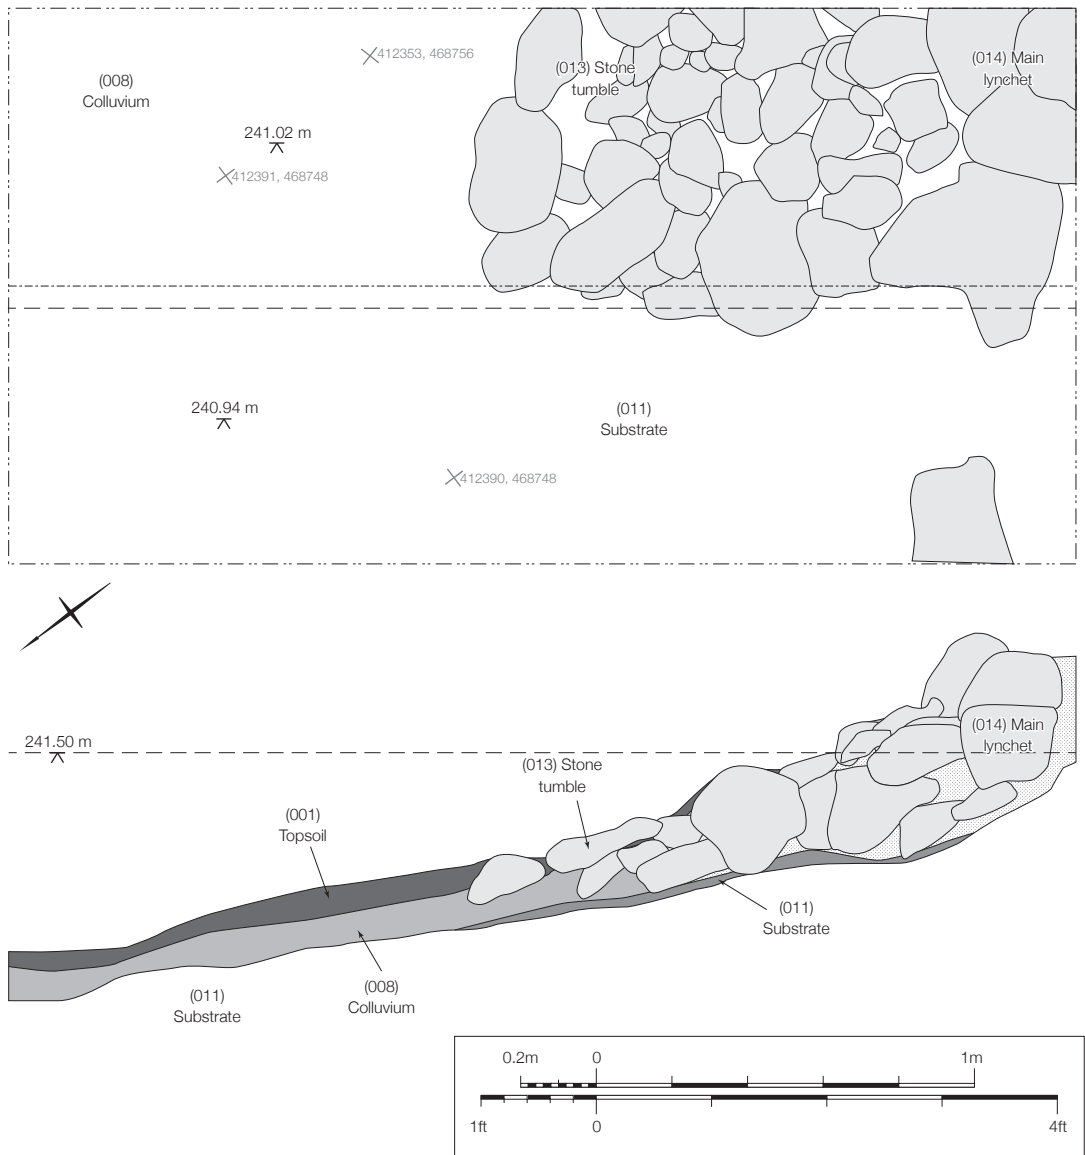 412353, 468756
(008)
Colluvium
(013) Stone
tumble
(014) Main
lynchet
241.02 m
412391, 468748
240.94 m
(011)
Substrate
412390, 468748
241.50 m
(014) Main
lynchet
(013) Stone
tumble
(001)
Topsoil
(011)
Substrate
(008)
Colluvium
(011)
Substrate
0.2m 0 1m
1ft 0 4ft